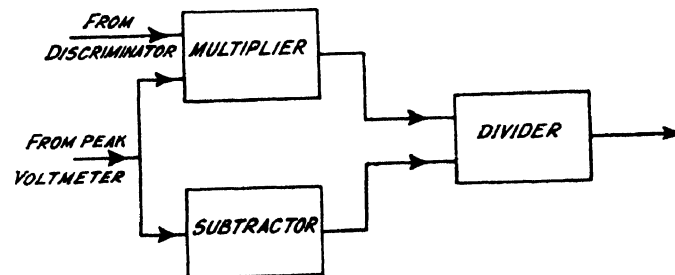 FROM
DISCRIMINATOR
MULTIPLIER
FROM PEAK
VOLTMETER
SUBTRACTOR
DIVIDER